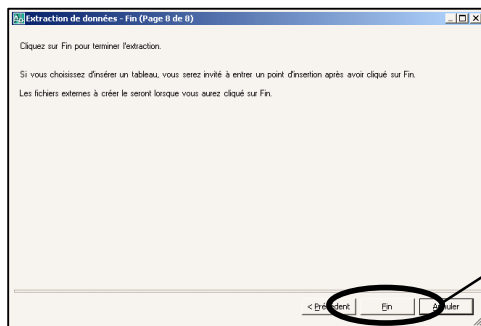 Extraction de données - Fin (Page 8 de 8)
Cliquez sur Fin pour terminer l'extraction.
Si vous choisissez d'insérer un tableau, vous serez invité à entrer un point d'insertion après avoir cliqué sur Fin.
Les fichiers externes à créer le seront lorsque vous aurez cliqué sur Fin.
< Précédent Fin Annuler